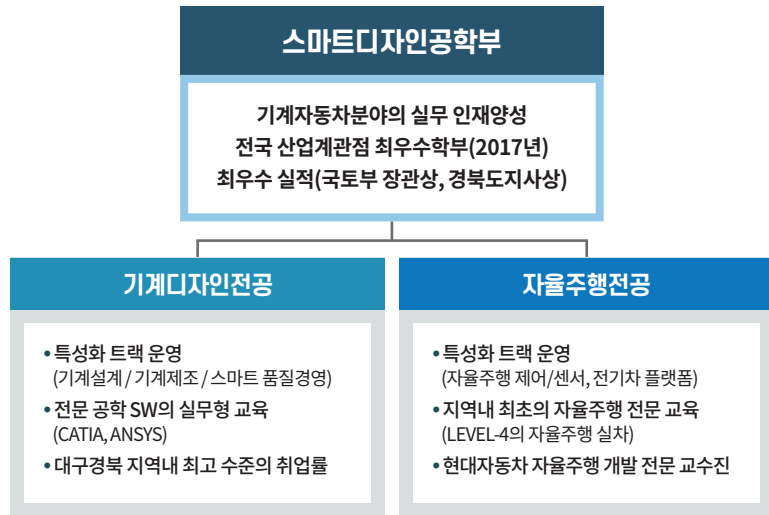 스마트디자인공학부
기계자동차분야의 실무 인재양성
전국 산업계관점 최우수학부(2017년)
최우수 실적(국토부 장관상, 경북도지사상)
기계디자인전공
• 특성화 트랙 운영
(기계설계 / 기계제조 / 스마트 품질경영)
• 전문 공학 SW의 실무형 교육
(CATIA, ANSYS)
• 대구경북 지역내 최고 수준의 취업률
자율주행전공
• 특성화 트랙 운영
(자율주행 제어/센서, 전기차 플랫폼)
• 지역내 최초의 자율주행 전문 교육
(LEVEL-4의 자율주행 실차)
• 현대자동차 자율주행 개발 전문 교수진